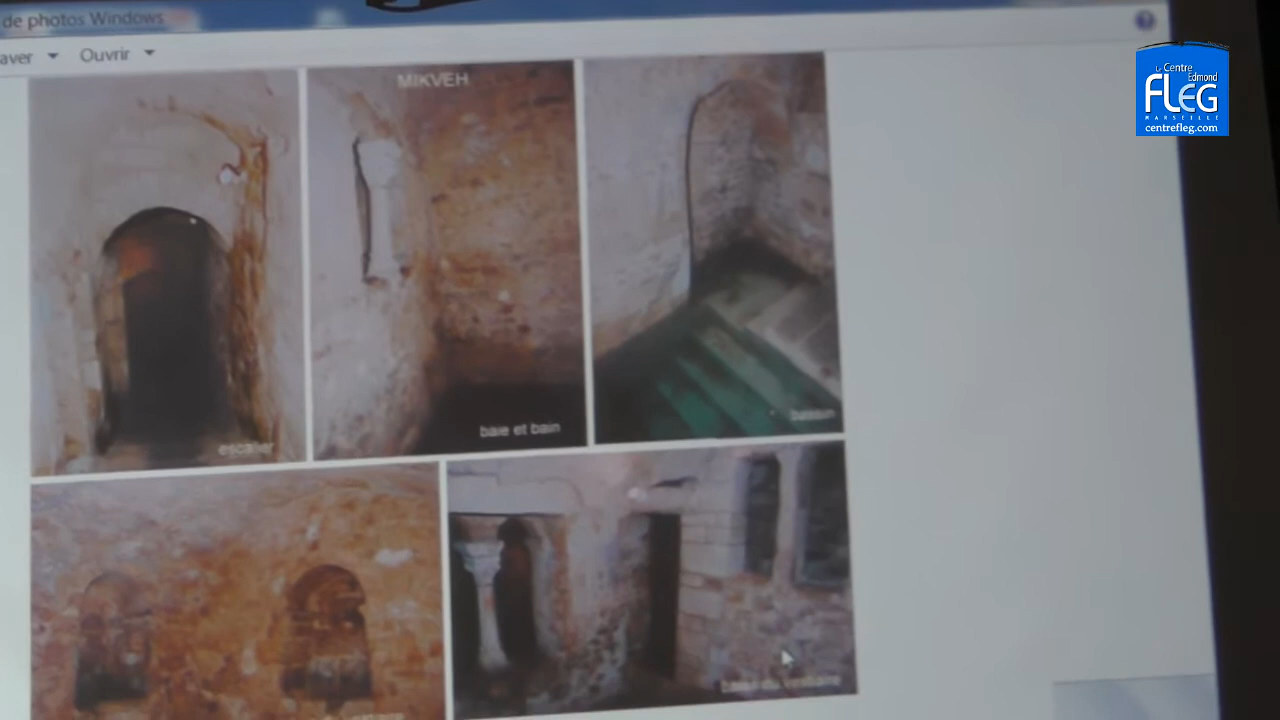 de photos Windows
aver Ouvrir
Le Centre
Edmond
FLEG
MARSEILLE
centrefleg.com
MIKVEH
escalier
baie et bain
bassin